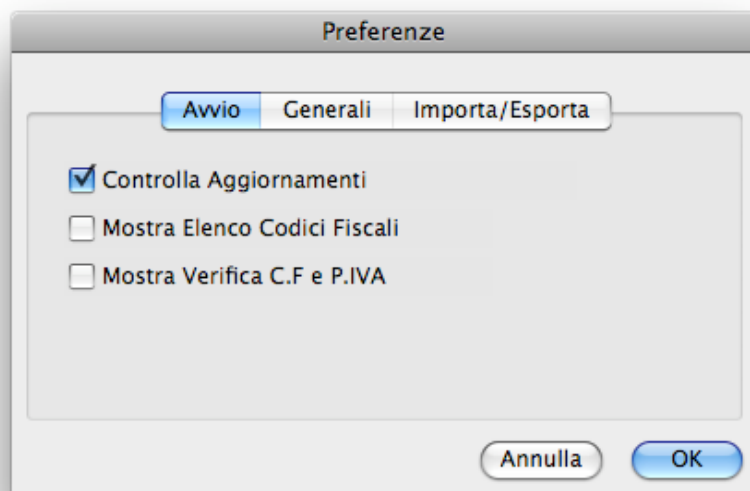 Preferenze
Avvio Generali Importa/Esporta
Controlla Aggiornamenti
Mostra Elenco Codici Fiscali
Mostra Verifica C.F e P.IVA
Annulla OK